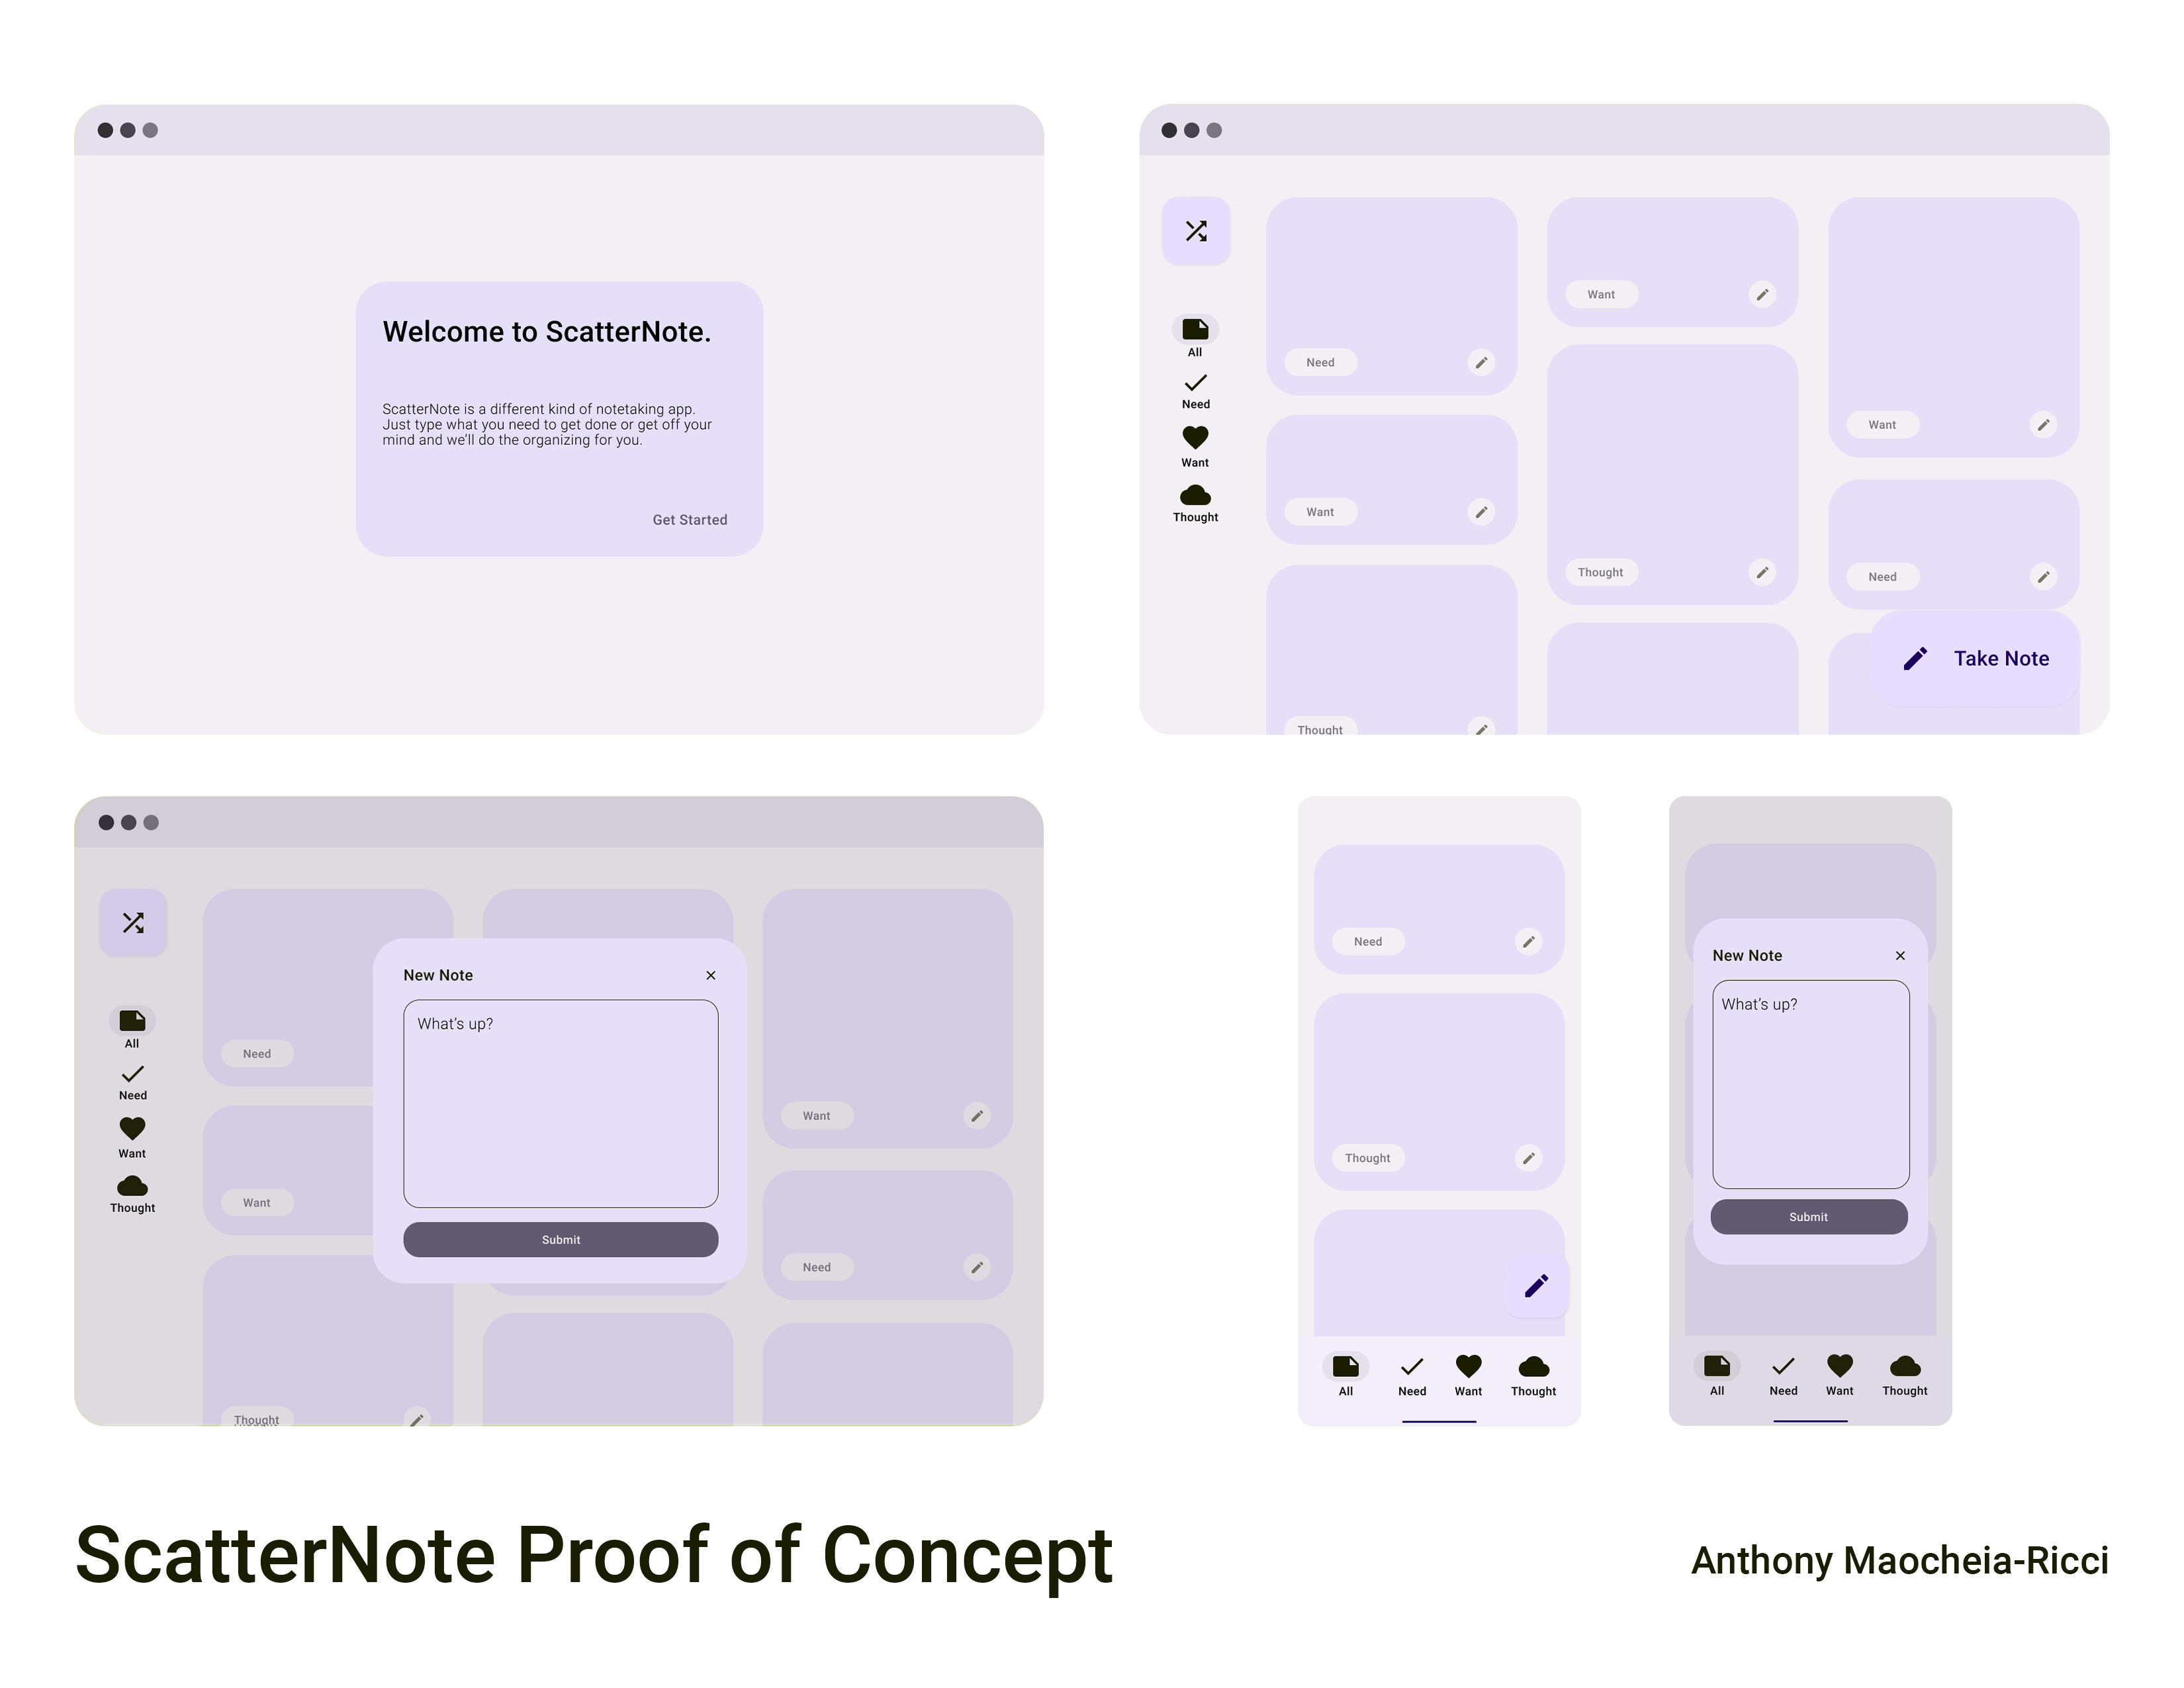 Welcome to ScatterNote.
ScatterNote is a different kind of notetaking app.
Just type what you need to get done or get off your
mind and we'll do the organizing for you.
Get Started
All
Need
Want
Thought
Need
Want
Thought
Want
Thought
Want
Need
Take Note
All
Need
Want
Thought
Need
Want
Thought
Want
Need
New Note
What's up?
Submit
Need
Thought
All
Need
Want
Thought
New Note
What's up?
Submit
All
Need
Want
Thought
ScatterNote Proof of Concept
Anthony Maocheia-Ricci